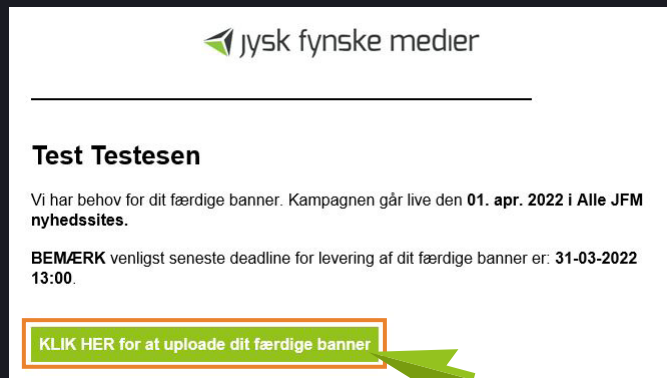 jysk fynske medier
Test Testesen
Vi har behov for dit færdige banner. Kampagnen går live den 01. apr. 2022 i Alle JFM
nyhedssites.
BEMÆRK venligst seneste deadline for levering af dit færdige banner er: 31-03-2022
13:00.
KLIK HER for at uploade dit færdige banner